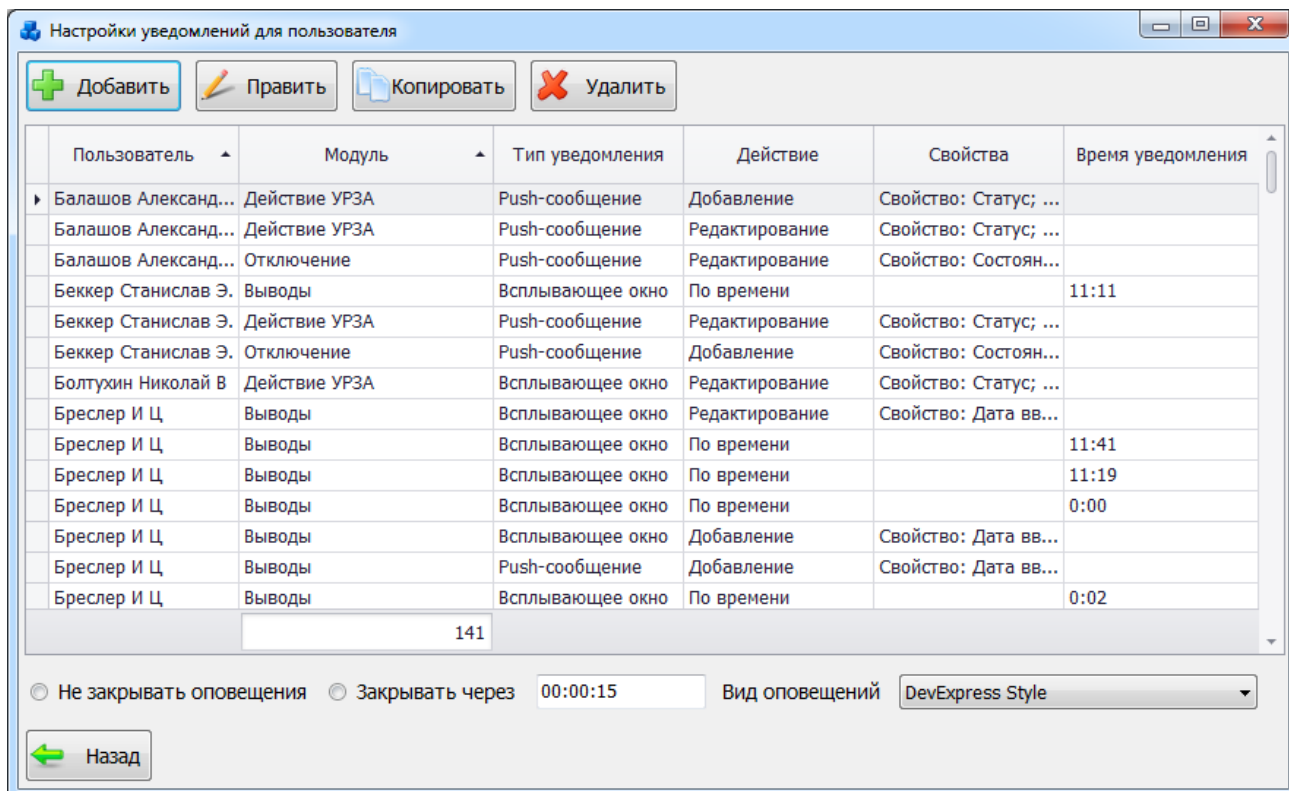 Настройки уведомлений для пользователя
Добавить Править Копировать Удалить
Пользователь Модуль Тип уведомления Действие Свойства Время уведомления
Балашов Александ... Действие УРЗА Push-сообщение Добавление Свойство: Статус; ...
Балашов Александ... Действие УРЗА Push-сообщение Редактирование Свойство: Статус; ...
Балашов Александ... Отключение Push-сообщение Редактирование Свойство: Состоян...
Беккер Станислав Э. Выводы Всплывающее окно По времени 11:11
Беккер Станислав Э. Действие УРЗА Push-сообщение Редактирование Свойство: Статус; ...
Беккер Станислав Э. Отключение Push-сообщение Добавление Свойство: Состоян...
Болтухин Николай В Действие УРЗА Всплывающее окно Редактирование Свойство: Статус; ...
Бреслер И Ц Выводы Всплывающее окно Редактирование Свойство: Дата вв...
Бреслер И Ц Выводы Всплывающее окно По времени 11:41
Бреслер И Ц Выводы Всплывающее окно По времени 11:19
Бреслер И Ц Выводы Всплывающее окно По времени 0:00
Бреслер И Ц Выводы Всплывающее окно Добавление Свойство: Дата вв...
Бреслер И Ц Выводы Push-сообщение Добавление Свойство: Дата вв...
Бреслер И Ц Выводы Всплывающее окно По времени 0:02
141
Не закрывать оповещения Закрывать через 00:00:15 Вид оповещений DevExpress Style
Назад